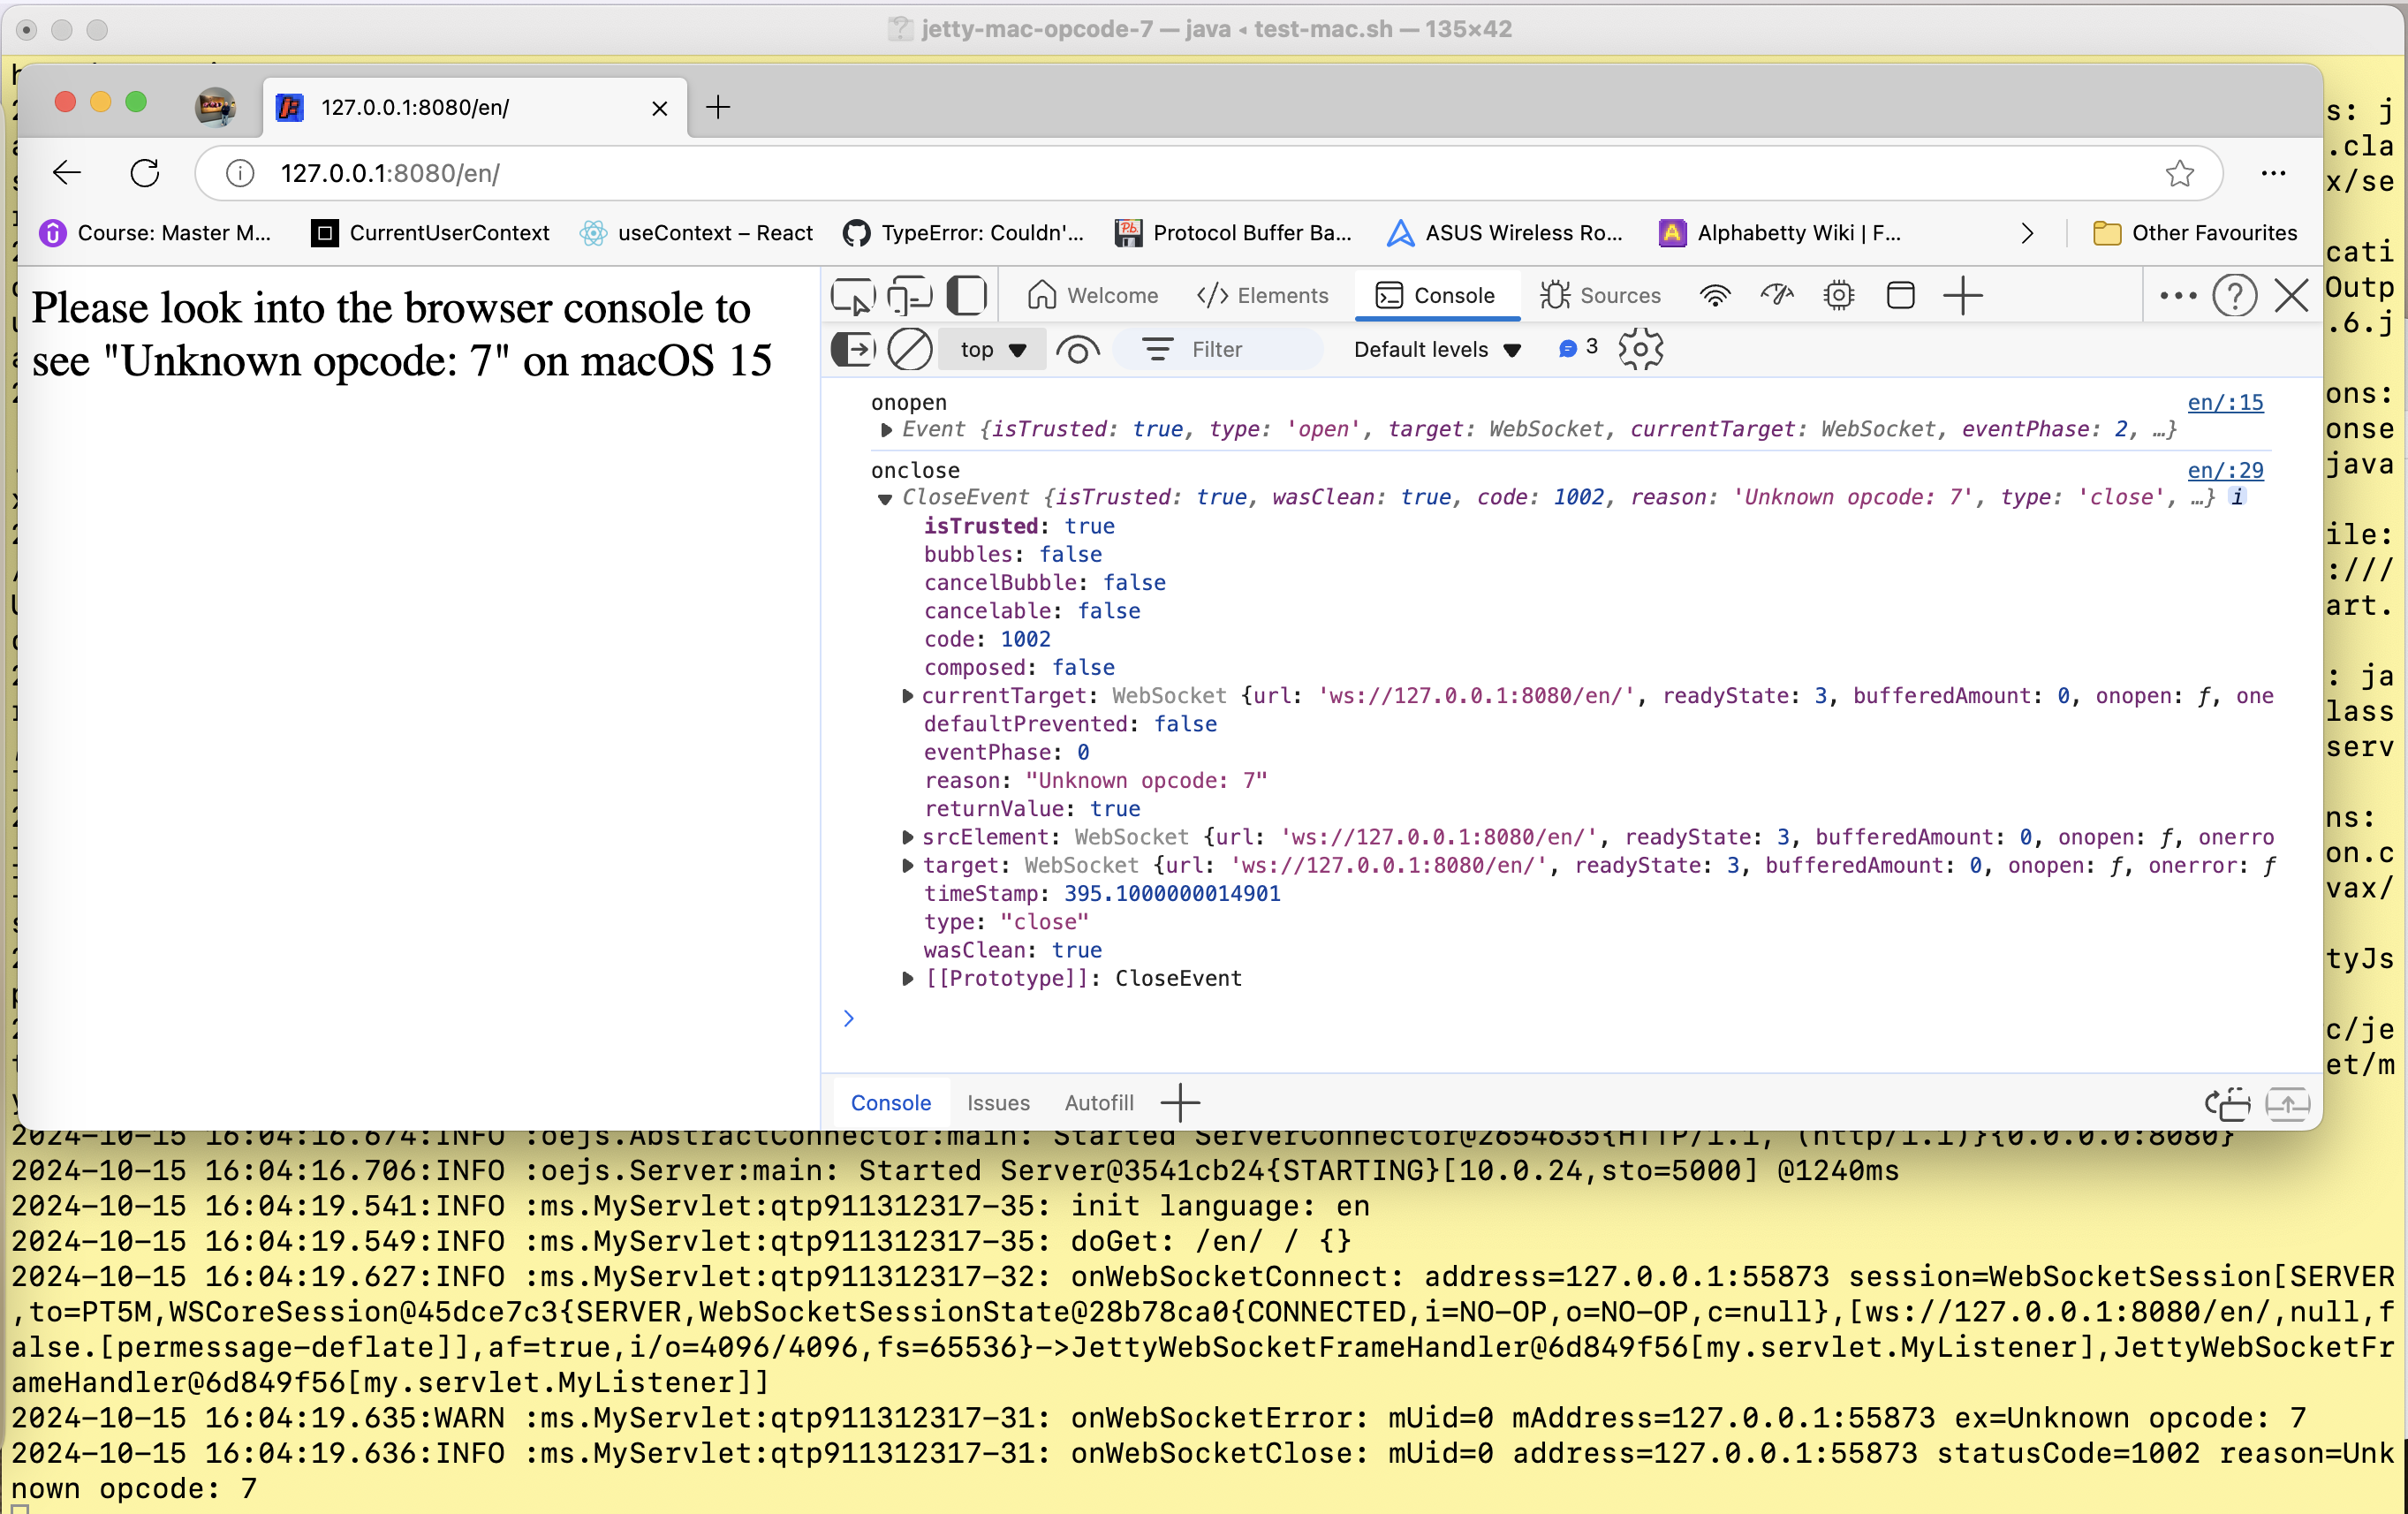 jetty-mac-opcode-7 — java ◂ test-mac.sh — 135×42
127.0.0.1:8080/en/
127.0.0.1:8080/en/
Course: Master M... CurrentUserContext useContext – React TypeError: Couldn'... Protocol Buffer Ba... ASUS Wireless Ro... Alphabetty Wiki | F... Other Favourites
Please look into the browser console to
see "Unknown opcode: 7" on macOS 15
Welcome Elements Console Sources
top Filter Default levels 3
onopen en/:15
Event {isTrusted: true, type: 'open', target: WebSocket, currentTarget: WebSocket, eventPhase: 2, …}
onclose en/:29
CloseEvent {isTrusted: true, wasClean: true, code: 1002, reason: 'Unknown opcode: 7', type: 'close', …} i
isTrusted: true
bubbles: false
cancelBubble: false
cancelable: false
code: 1002
composed: false
currentTarget: WebSocket {url: 'ws://127.0.0.1:8080/en/', readyState: 3, bufferedAmount: 0, onopen: ƒ, one
defaultPrevented: false
eventPhase: 0
reason: "Unknown opcode: 7"
returnValue: true
srcElement: WebSocket {url: 'ws://127.0.0.1:8080/en/', readyState: 3, bufferedAmount: 0, onopen: ƒ, onerro
target: WebSocket {url: 'ws://127.0.0.1:8080/en/', readyState: 3, bufferedAmount: 0, onopen: ƒ, onerror: ƒ
timeStamp: 395.1000000014901
type: "close"
wasClean: true
[[Prototype]]: CloseEvent
Console Issues Autofill
s: j
.cla
x/se
cati
Outp
.6.j
ons:
onse
java
ile:
:///
art.
: ja
lass
serv
ns:
on.c
vax/
tyJs
c/je
et/m
2024-10-15 16:04:16.674:INFO :oejs.AbstractConnector:main: Started ServerConnector@2654635{HTTP/1.1, (http/1.1)}{0.0.0.0:8080}
2024-10-15 16:04:16.706:INFO :oejs.Server:main: Started Server@3541cb24{STARTING}[10.0.24,sto=5000] @1240ms
2024-10-15 16:04:19.541:INFO :ms.MyServlet:qtp911312317-35: init language: en
2024-10-15 16:04:19.549:INFO :ms.MyServlet:qtp911312317-35: doGet: /en/ / {}
2024-10-15 16:04:19.627:INFO :ms.MyServlet:qtp911312317-32: onWebSocketConnect: address=127.0.0.1:55873 session=WebSocketSession[SERVER
,to=PT5M,WSCoreSession@45dce7c3{SERVER,WebSocketSessionState@28b78ca0{CONNECTED,i=NO-OP,o=NO-OP,c=null},[ws://127.0.0.1:8080/en/,null,f
alse.[permessage-deflate]],af=true,i/o=4096/4096,fs=65536}->JettyWebSocketFrameHandler@6d849f56[my.servlet.MyListener],JettyWebSocketFr
ameHandler@6d849f56[my.servlet.MyListener]]
2024-10-15 16:04:19.635:WARN :ms.MyServlet:qtp911312317-31: onWebSocketError: mUid=0 mAddress=127.0.0.1:55873 ex=Unknown opcode: 7
2024-10-15 16:04:19.636:INFO :ms.MyServlet:qtp911312317-31: onWebSocketClose: mUid=0 address=127.0.0.1:55873 statusCode=1002 reason=Unk
nown opcode: 7